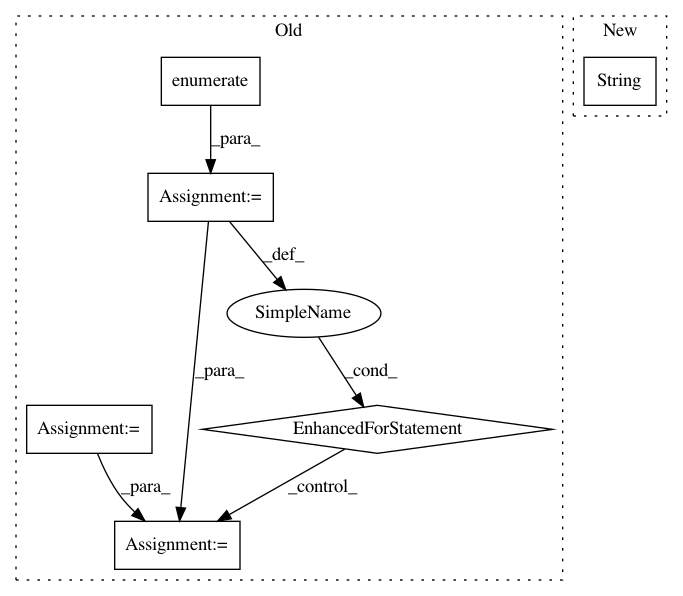 Old
New
enumerate
String
_para_
Assignment:=
_def_
SimpleName
_para_
_cond_
Assignment:=
EnhancedForStatement
_para_
_control_
Assignment:=